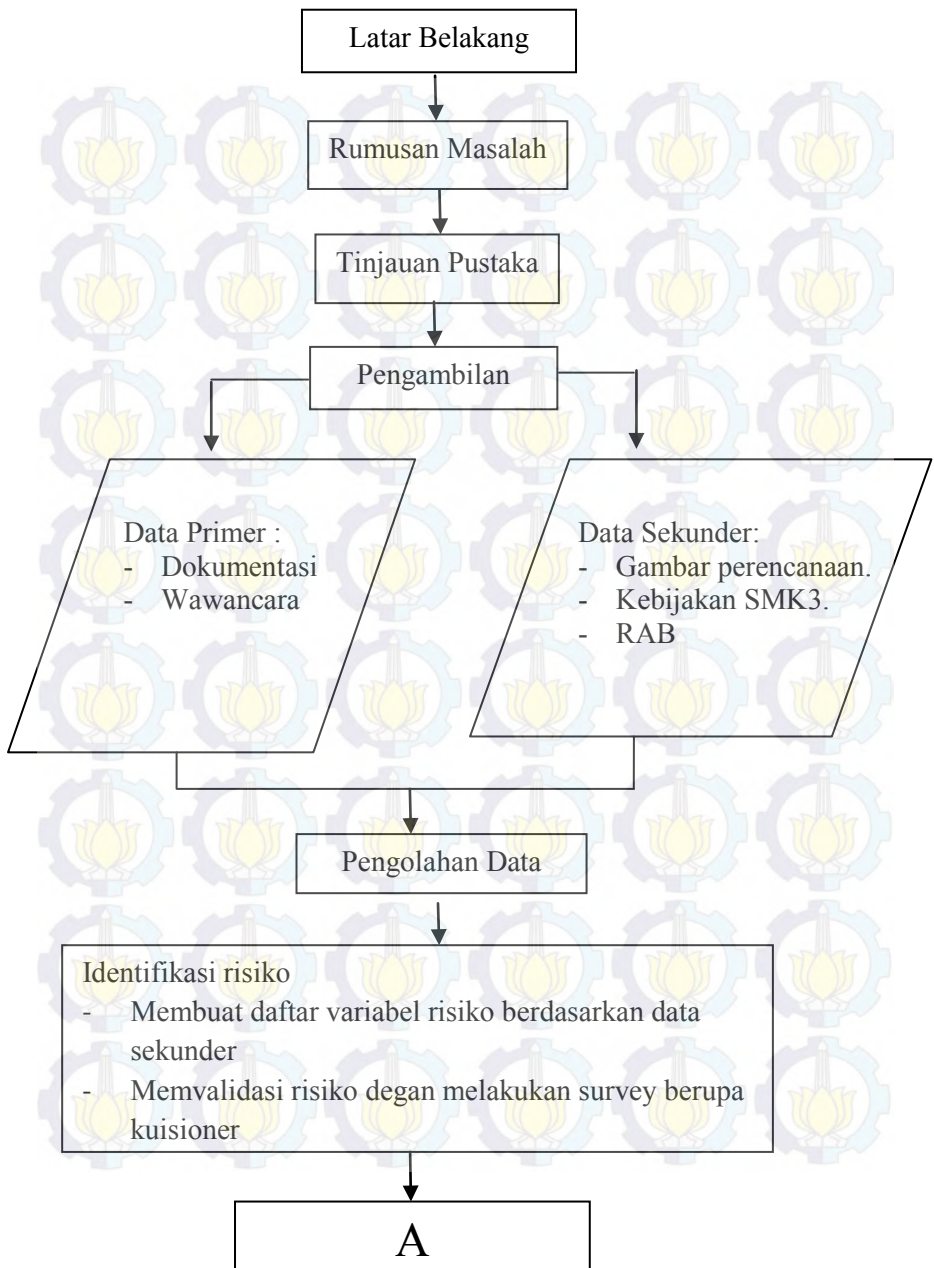 Latar Belakang
Rumusan Masalah
Tinjauan Pustaka
Pengambilan
Data Primer :
- Dokumentasi
- Wawancara
Data Sekunder:
- Gambar perencanaan.
- Kebijakan SMK3.
- RAB
Pengolahan Data
Identifikasi risiko
- Membuat daftar variabel risiko berdasarkan data
sekunder
- Memvalidasi risiko degan melakukan survey berupa
kuisioner
A